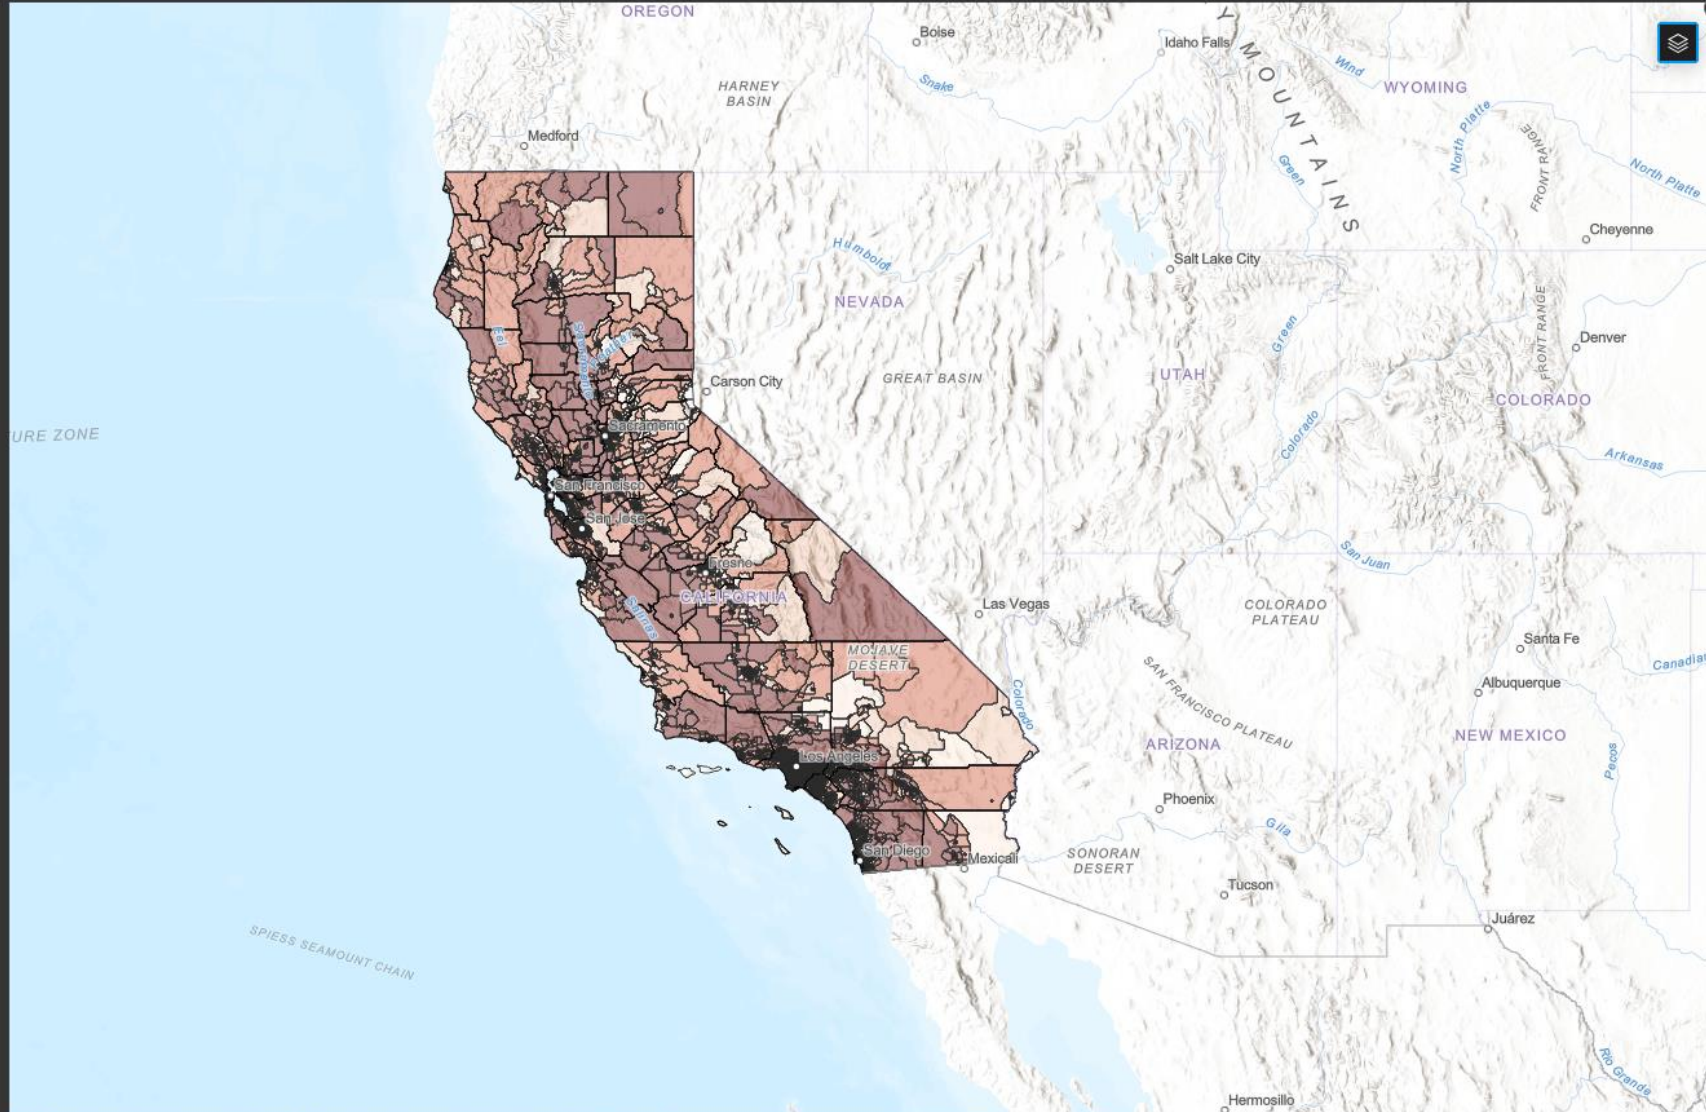 OREGON
Boise
Idaho Falls
Y MOUNTAINS
Wind
WYOMING
HARNEY
BASIN
Snake
North Platte
FRONT RANGE
North Platte
Medford
Green
Cheyenne
Humboldt
Salt Lake City
NEVADA
FRONT RANGE
Denver
Eel
Sacramento
Green
Carson City
GREAT BASIN
UTAH
COLORADO
TURE ZONE
Sacramento
Colorado
Arkansas
San Francisco
San Jose
San Juan
Fresno
CALIFORNIA
Salinas
Las Vegas
COLORADO
PLATEAU
Santa Fe
MOJAVE
DESERT
Canadian
SAN FRANCISCO PLATEAU
Albuquerque
Colorado
ARIZONA
NEW MEXICO
Los Angeles
Pecos
Phoenix
Gila
San Diego
Mexicali
SONORAN
DESERT
Tucson
Juárez
SPIESS SEAMOUNT CHAIN
Rio Grande
Hermosillo